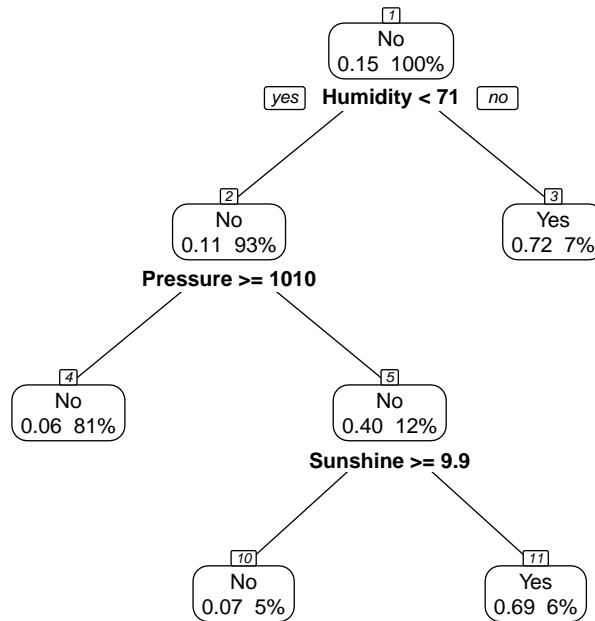 1
No
0.15 100%
yes Humidity < 71 no
2
No
0.11 93%
3
Yes
0.72 7%
Pressure >= 1010
4
No
0.06 81%
5
No
0.40 12%
Sunshine >= 9.9
10
No
0.07 5%
11
Yes
0.69 6%